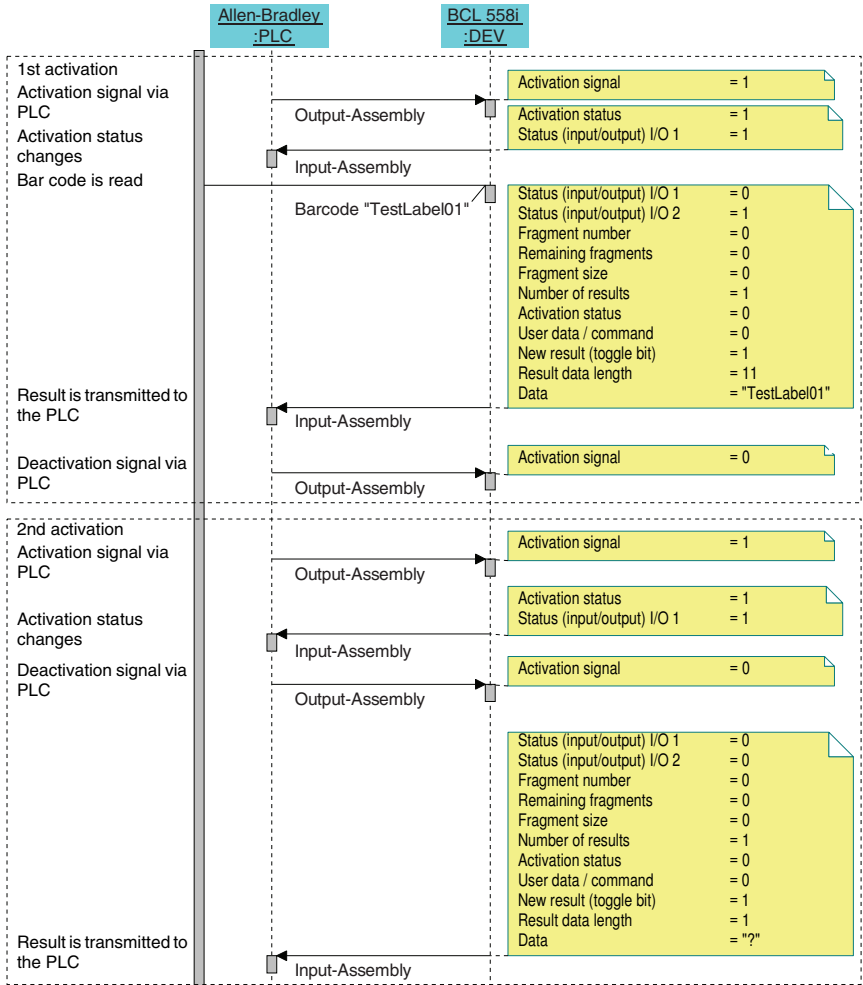 Allen-Bradley
:PLC
BCL 558i
:DEV
1st activation
Activation signal via
PLC
Output-Assembly
Activation signal = 1
Activation status = 1
Status (input/output) I/O 1 = 1
Activation status
changes
Input-Assembly
Bar code is read
Barcode "TestLabel01"
Status (input/output) I/O 1 = 0
Status (input/output) I/O 2 = 1
Fragment number = 0
Remaining fragments = 0
Fragment size = 0
Number of results = 1
Activation status = 0
User data / command = 0
New result (toggle bit) = 1
Result data length = 11
Data = "TestLabel01"
Result is transmitted to
the PLC
Input-Assembly
Deactivation signal via
PLC
Output-Assembly
Activation signal = 0
2nd activation
Activation signal via
PLC
Output-Assembly
Activation signal = 1
Activation status = 1
Status (input/output) I/O 1 = 1
Activation status
changes
Input-Assembly
Deactivation signal via
PLC
Output-Assembly
Activation signal = 0
Status (input/output) I/O 1 = 0
Status (input/output) I/O 2 = 0
Fragment number = 0
Remaining fragments = 0
Fragment size = 0
Number of results = 1
Activation status = 0
User data / command = 0
New result (toggle bit) = 1
Result data length = 1
Data = "?"
Result is transmitted to
the PLC
Input-Assembly